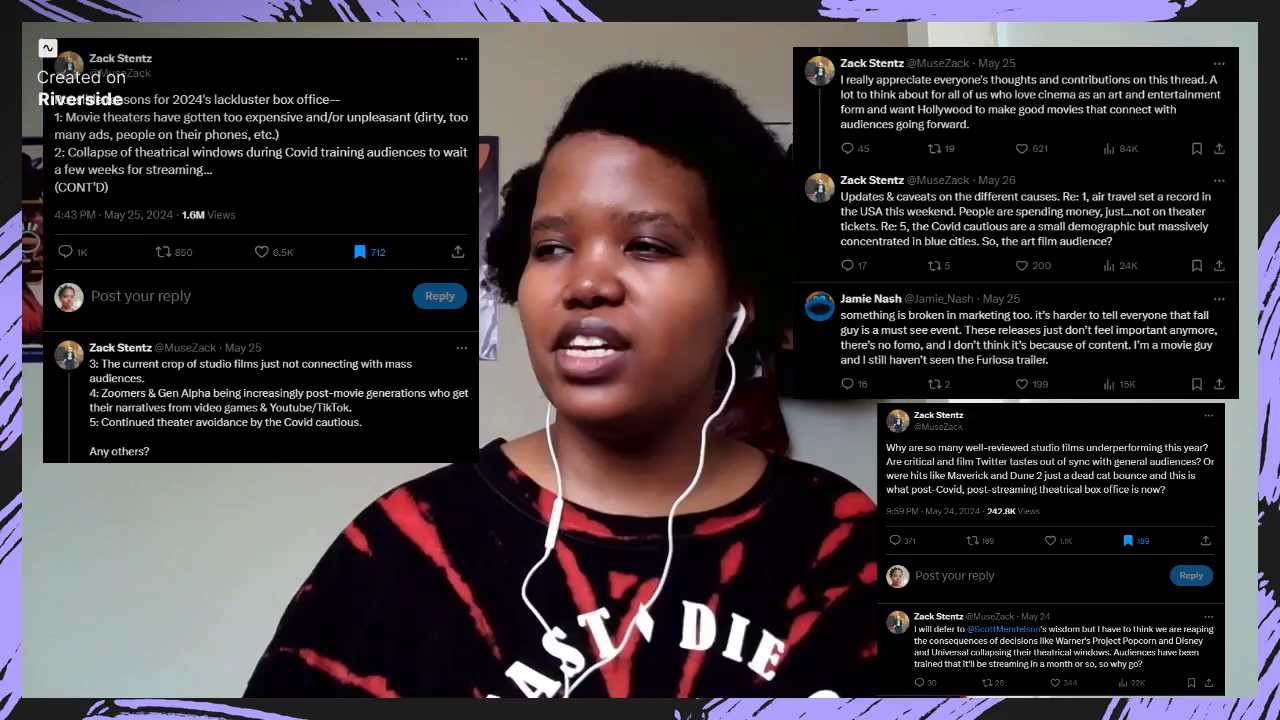 Zack Stentz
@MuseZack
Created on
Riverside
sons for 2024's lackluster box office--
1: Movie theaters have gotten too expensive and/or unpleasant (dirty, too
many ads, people on their phones, etc.)
2: Collapse of theatrical windows during Covid training audiences to wait
a few weeks for streaming...
(CONT'D)
4:43 PM · May 25, 2024 · 1.6M Views
1K 850 6.5K 712
Post your reply
Reply
Zack Stentz @MuseZack · May 25
3: The current crop of studio films just not connecting with mass
audiences.
4: Zoomers & Gen Alpha being increasingly post-movie generations who get
their narratives from video games & Youtube/TikTok.
5: Continued theater avoidance by the Covid cautious.
Any others?
Zack Stentz @MuseZack · May 25
I really appreciate everyone's thoughts and contributions on this thread. A
lot to think about for all of us who love cinema as an art and entertainment
form and want Hollywood to make good movies that connect with
audiences going forward.
45 19 621 84K
Zack Stentz @MuseZack · May 26
Updates & caveats on the different causes. Re: 1, air travel set a record in
the USA this weekend. People are spending money, just...not on theater
tickets. Re: 5, the Covid cautious are a small demographic but massively
concentrated in blue cities. So, the art film audience?
17 5 200 24K
Jamie Nash @Jamie_Nash · May 25
something is broken in marketing too. it's harder to tell everyone that fall
guy is a must see event. These releases just don't feel important anymore,
there's no fomo, and I don't think it's because of content. I'm a movie guy
and I still haven't seen the Furiosa trailer.
16 2 199 15K
Zack Stentz
@MuseZack
Why are so many well-reviewed studio films underperforming this year?
Are critical and film Twitter tastes out of sync with general audiences? Or
were hits like Maverick and Dune 2 just a dead cat bounce and this is
what post-Covid, post-streaming theatrical box office is now?
9:59 PM · May 24, 2024 · 242.8K Views
371 169 1.1K 189
Post your reply
Reply
Zack Stentz @MuseZack · May 24
I will defer to @ScottMendelson's wisdom but I have to think we are reaping
the consequences of decisions like Warner's Project Popcorn and Disney
and Universal collapsing their theatrical windows. Audiences have been
trained that it'll be streaming in a month or so, so why go?
30 28 344 22K
AST DIE